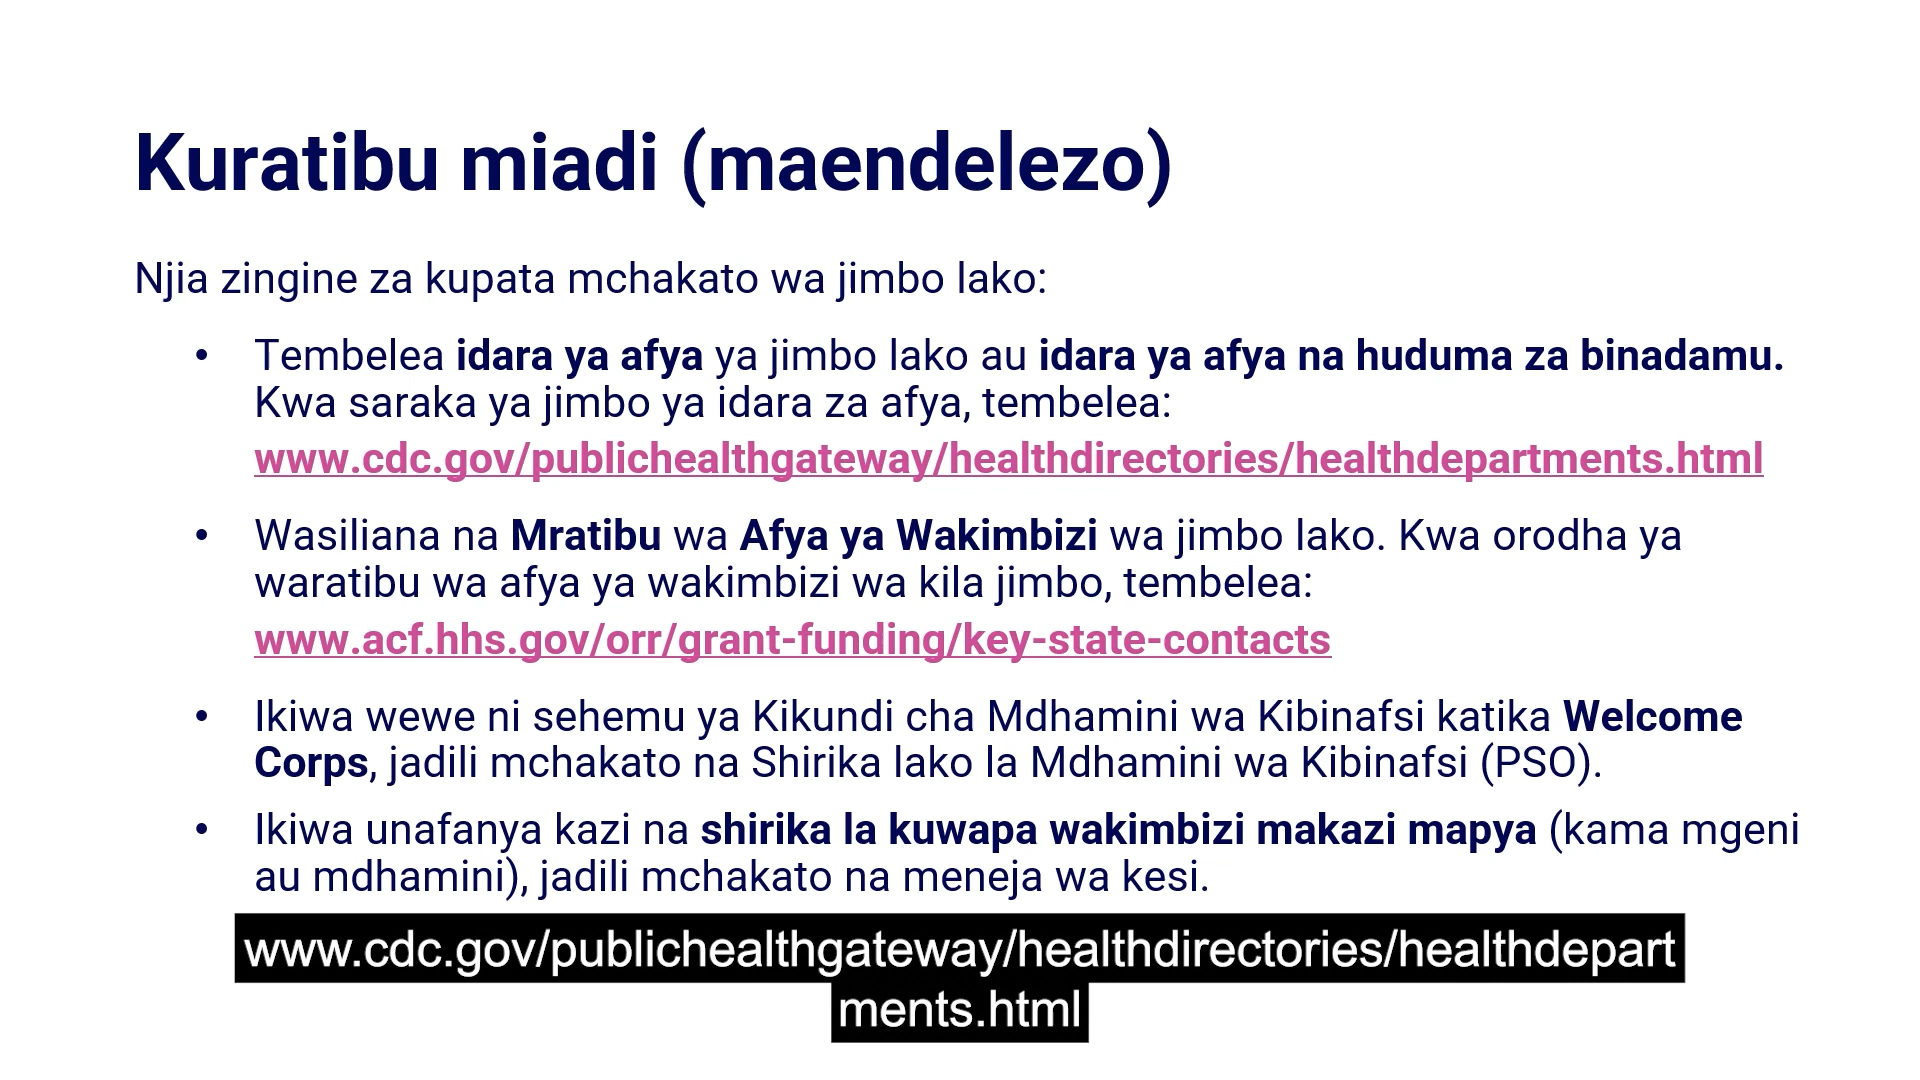 Kuratibu miadi (maendelezo)
Njia zingine za kupata mchakato wa jimbo lako:
• Tembelea idara ya afya ya jimbo lako au idara ya afya na huduma za binadamu.
Kwa saraka ya jimbo ya idara za afya, tembelea:
www.cdc.gov/publichealthgateway/healthdirectories/healthdepartments.html
• Wasiliana na Mratibu wa Afya ya Wakimbizi wa jimbo lako. Kwa orodha ya
waratibu wa afya ya wakimbizi wa kila jimbo, tembelea:
www.acf.hhs.gov/orr/grant-funding/key-state-contacts
• Ikiwa wewe ni sehemu ya Kikundi cha Mdhamini wa Kibinafsi katika Welcome
Corps, jadili mchakato na Shirika lako la Mdhamini wa Kibinafsi (PSO).
• Ikiwa unafanya kazi na shirika la kuwapa wakimbizi makazi mapya (kama mgeni
au mdhamini), jadili mchakato na meneja wa kesi.
www.cdc.gov/publichealthgateway/healthdirectories/healthdepart
ments.html